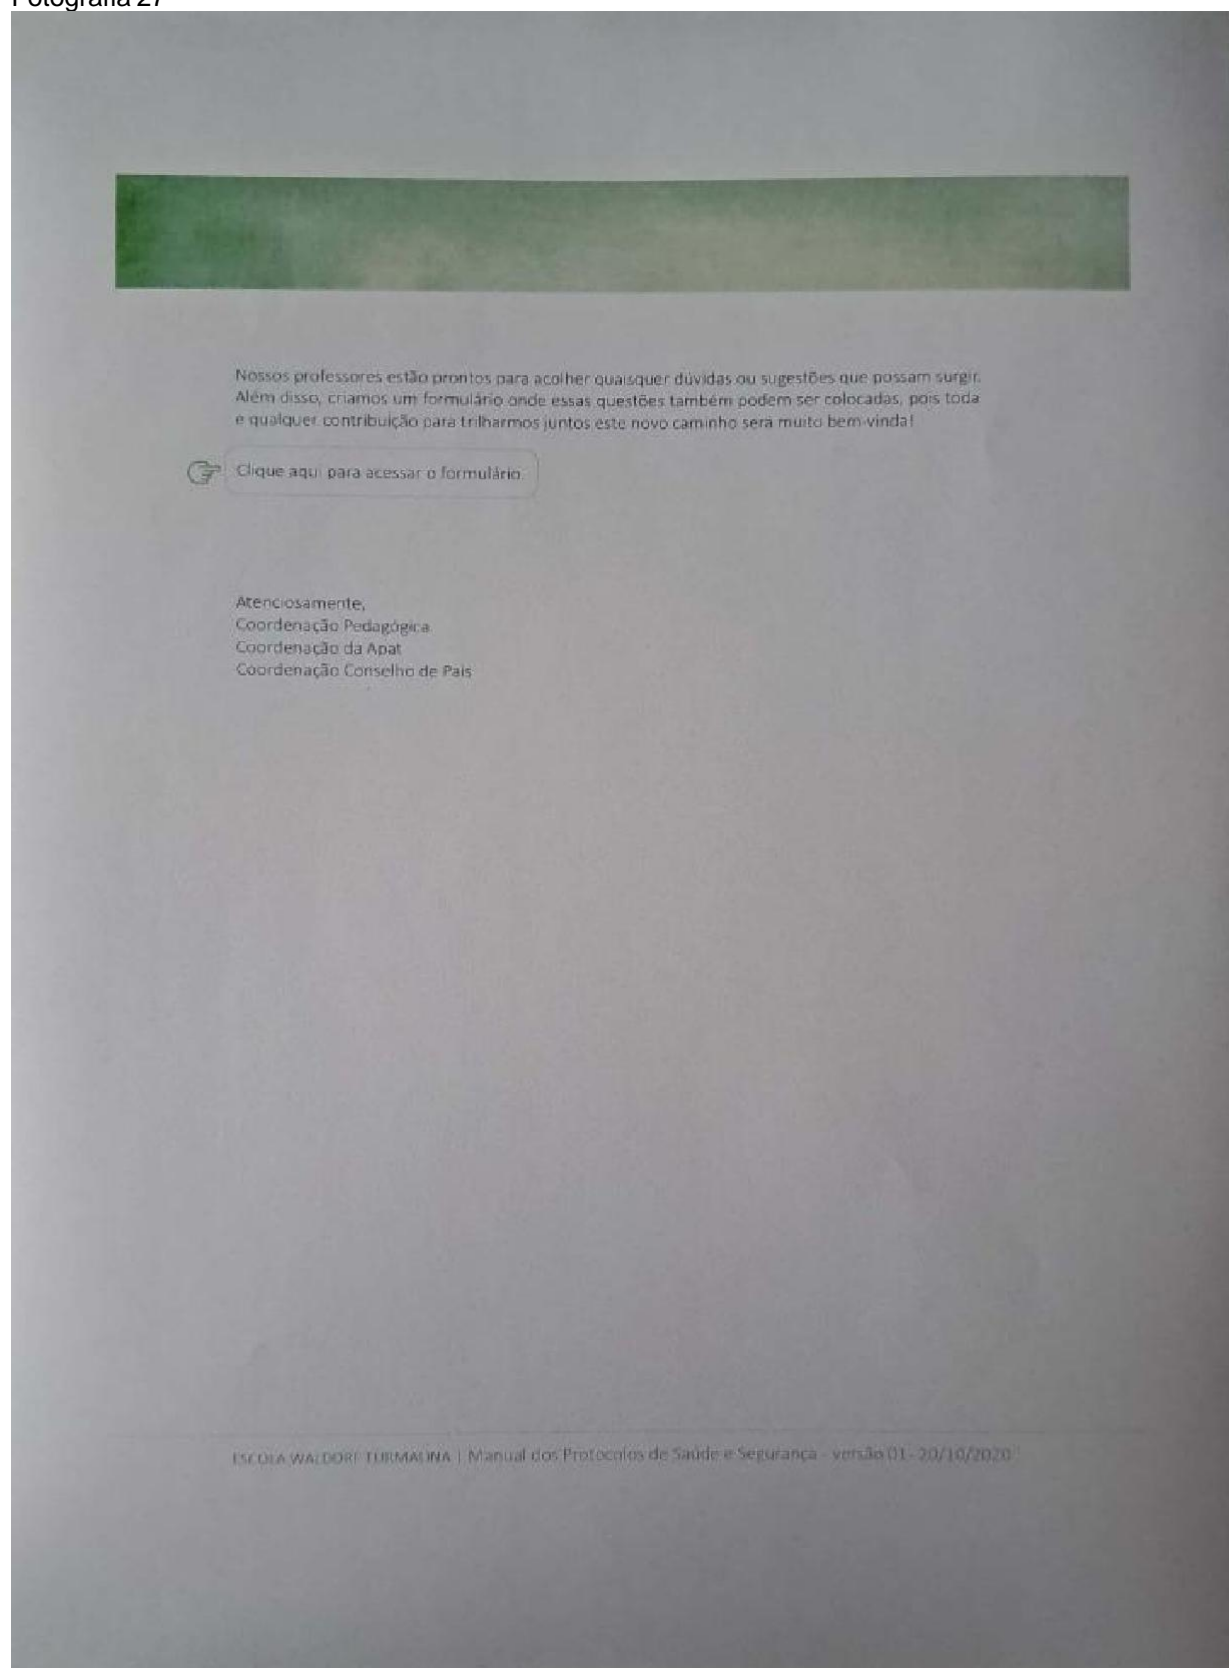 Fotografia 27
Nossos professores estão prontos para acolher quaisquer dúvidas ou sugestões que possam surgir.
Além disso, criamos um formulário onde essas questões também podem ser colocadas, pois toda
e qualquer contribuição para trilharmos juntos este novo caminho será muito bem-vinda!
Clique aqui para acessar o formulário.
Atenciosamente,
Coordenação Pedagógica
Coordenação da Apat
Coordenação Conselho de Pais
ESCOLA WALDORF TURMALINA | Manual dos Protocolos de Saúde e Segurança - versão 01- 20/10/2020